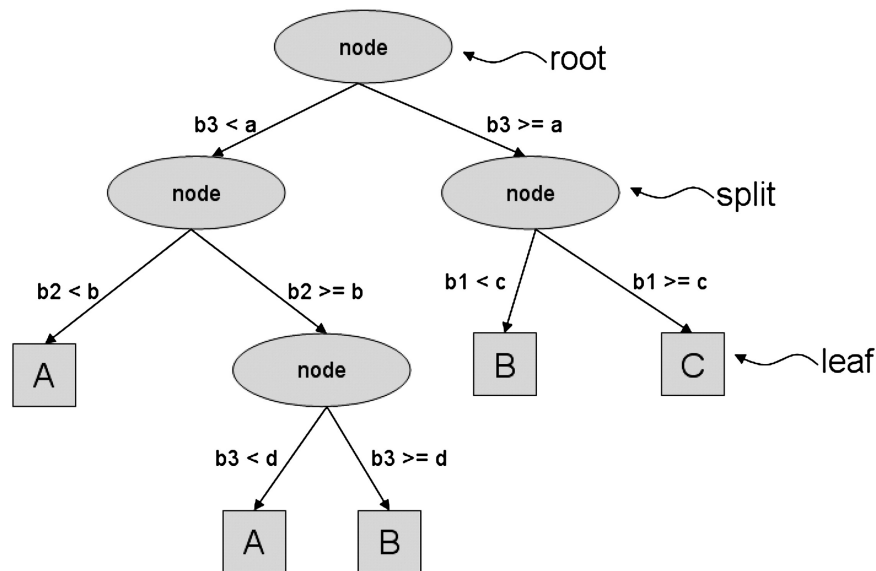 node
root
b3 < a
b3 >= a
node
node
split
b2 < b
b2 >= b
b1 < c
b1 >= c
A
node
B
C
leaf
b3 < d
b3 >= d
A
B